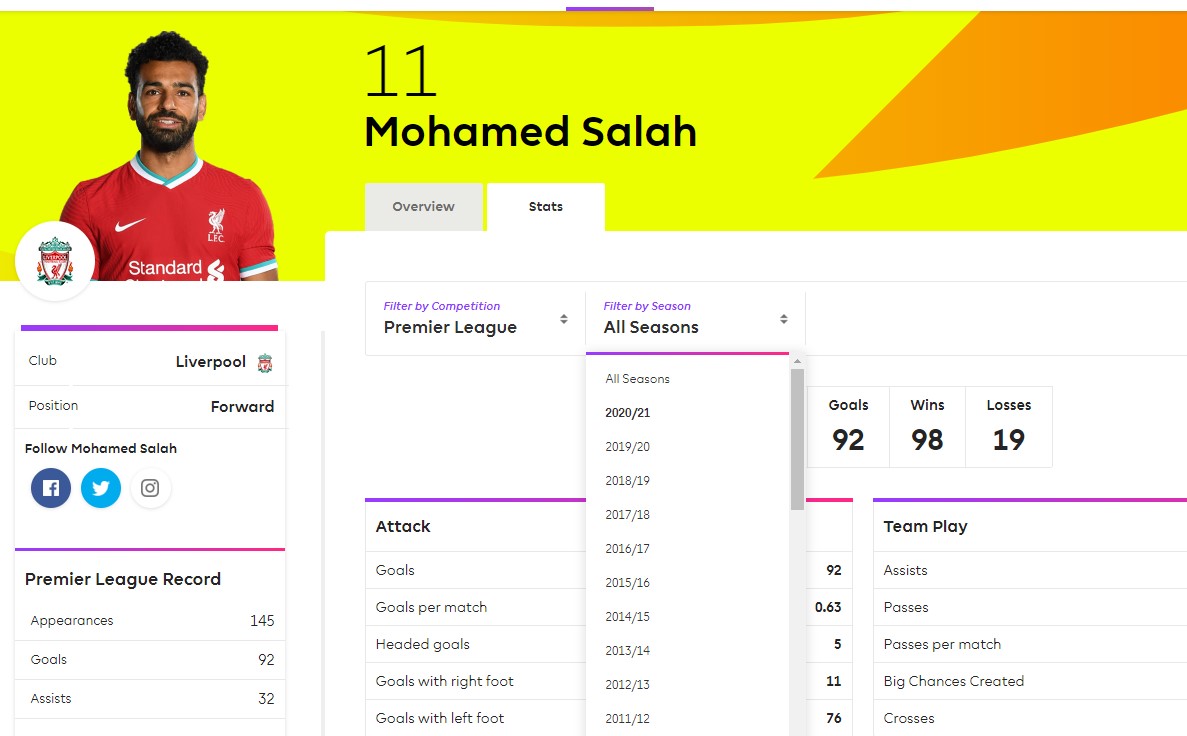 11
Mohamed Salah
Overview
Stats
L.F.C.
Standard
LIVERPOOL
Filter by Competition
Premier League
Filter by Season
All Seasons
Club
Liverpool
Position
Forward
Follow Mohamed Salah
Premier League Record
Appearances 145
Goals 92
Assists 32
All Seasons
2020/21
2019/20
2018/19
2017/18
2016/17
2015/16
2014/15
2013/14
2012/13
2011/12
Goals
92
Wins
98
Losses
19
Attack
Goals 92
Goals per match 0.63
Headed goals 5
Goals with right foot 11
Goals with left foot 76
Team Play
Assists
Passes
Passes per match
Big Chances Created
Crosses